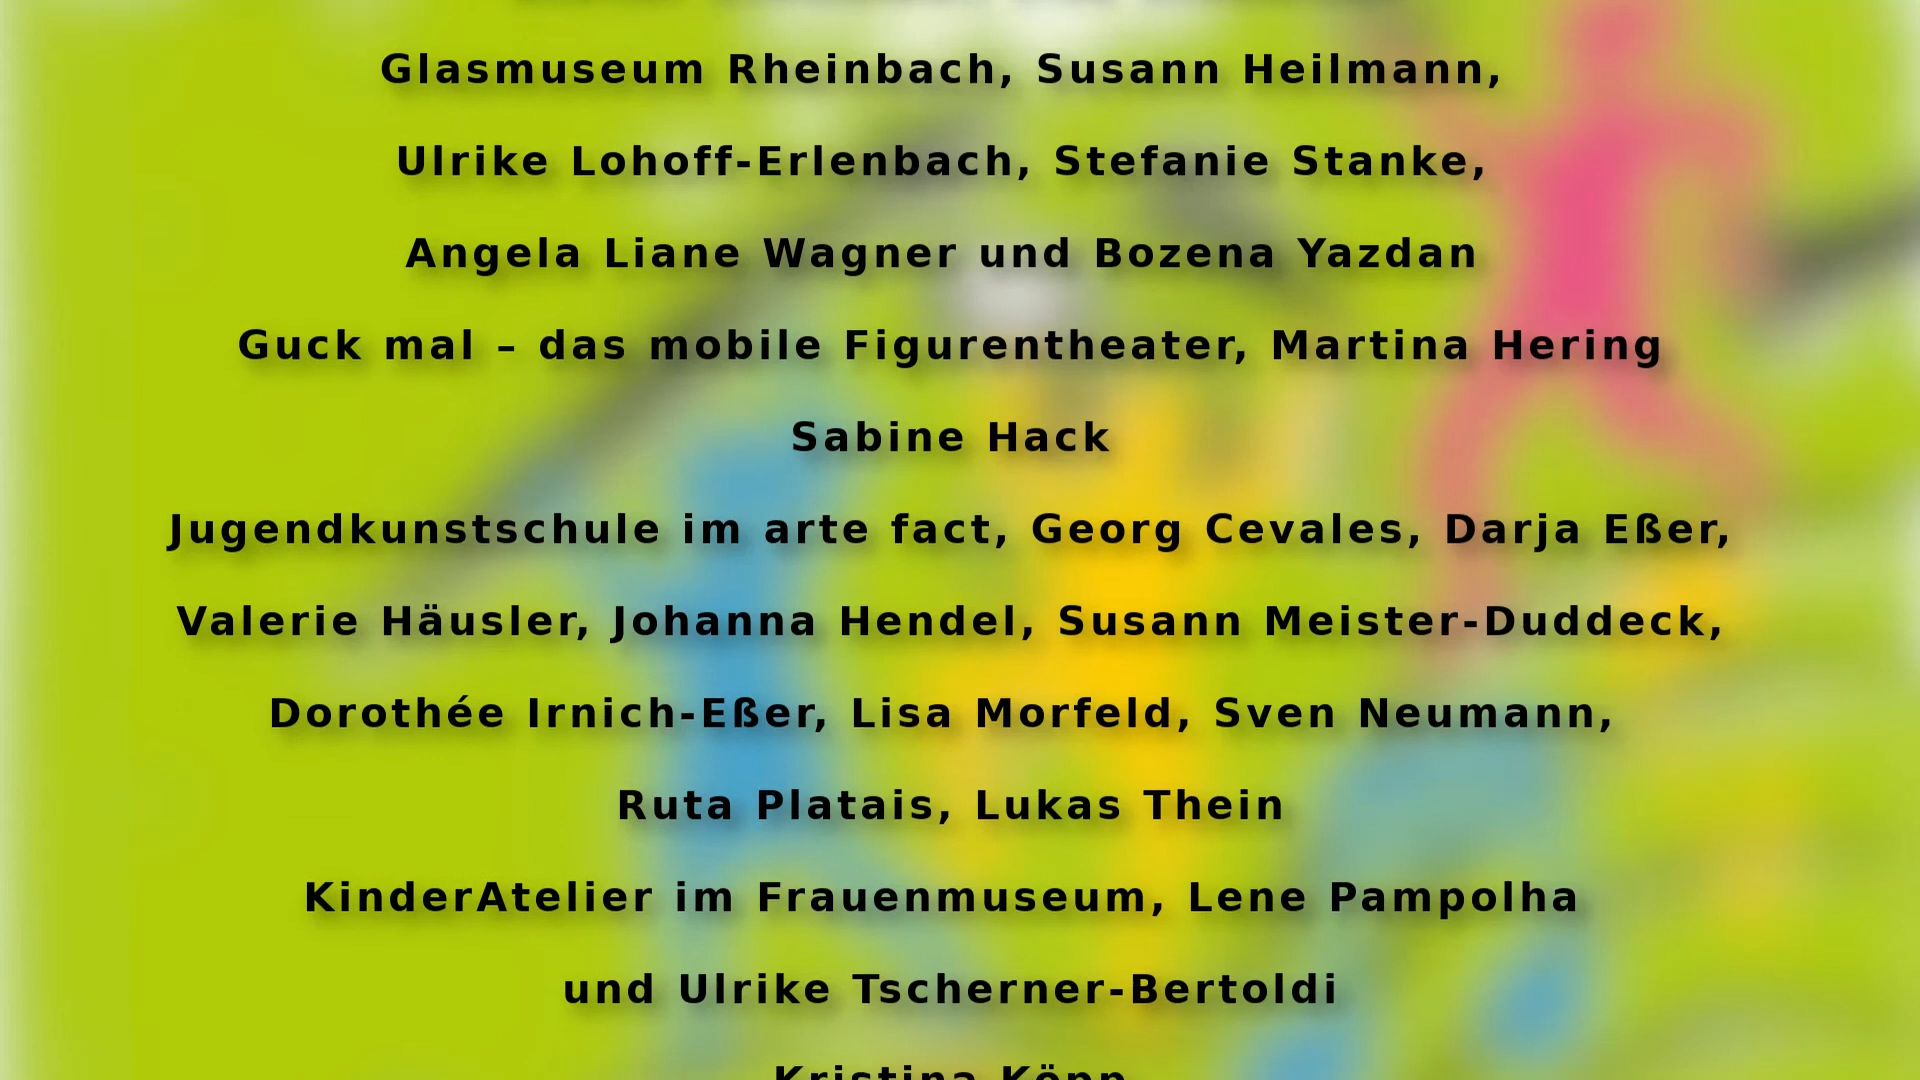 Glasmuseum Rheinbach, Susann Heilmann,
Ulrike Lohoff-Erlenbach, Stefanie Stanke,
Angela Liane Wagner und Bozena Yazdan
Guck mal – das mobile Figurentheater, Martina Hering
Sabine Hack
Jugendkunstschule im arte fact, Georg Cevales, Darja Eßer,
Valerie Häusler, Johanna Hendel, Susann Meister-Duddeck,
Dorothée Irnich-Eßer, Lisa Morfeld, Sven Neumann,
Ruta Platais, Lukas Thein
KinderAtelier im Frauenmuseum, Lene Pampolha
und Ulrike Tscherner-Bertoldi
Kristina Köpp